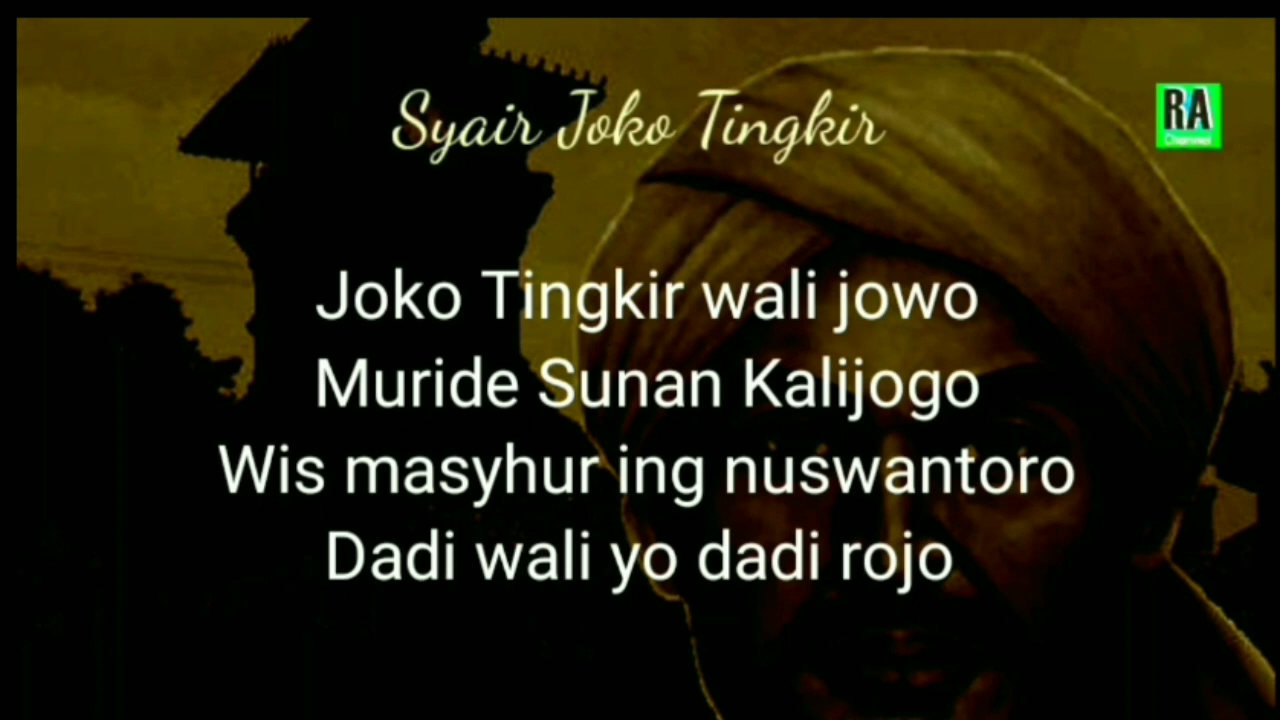 Syair Joko Tingkir
RA
Channel
Joko Tingkir wali jowo
Muride Sunan Kalijogo
Wis masyhur ing nuswantoro
Dadi wali yo dadi rojo